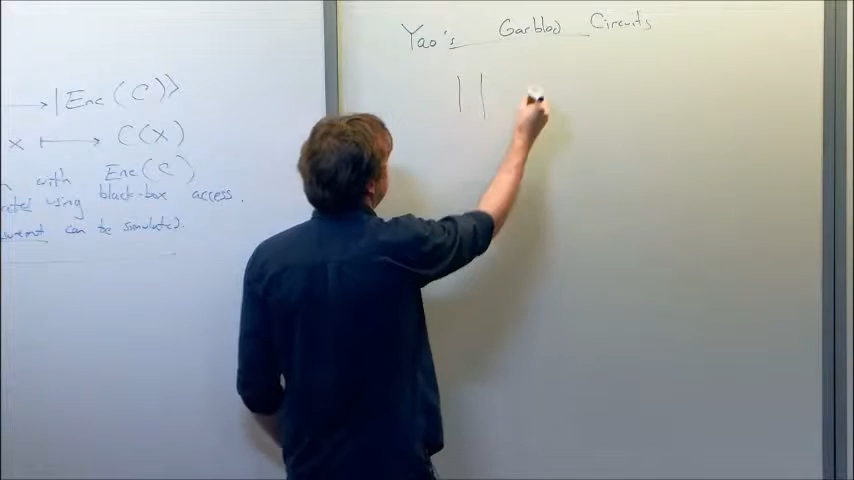 → |Enc(C)⟩
x ↦ C(x)
with Enc(C)
using black-box access.
can be simulated.
Yao's Garbled Circuits